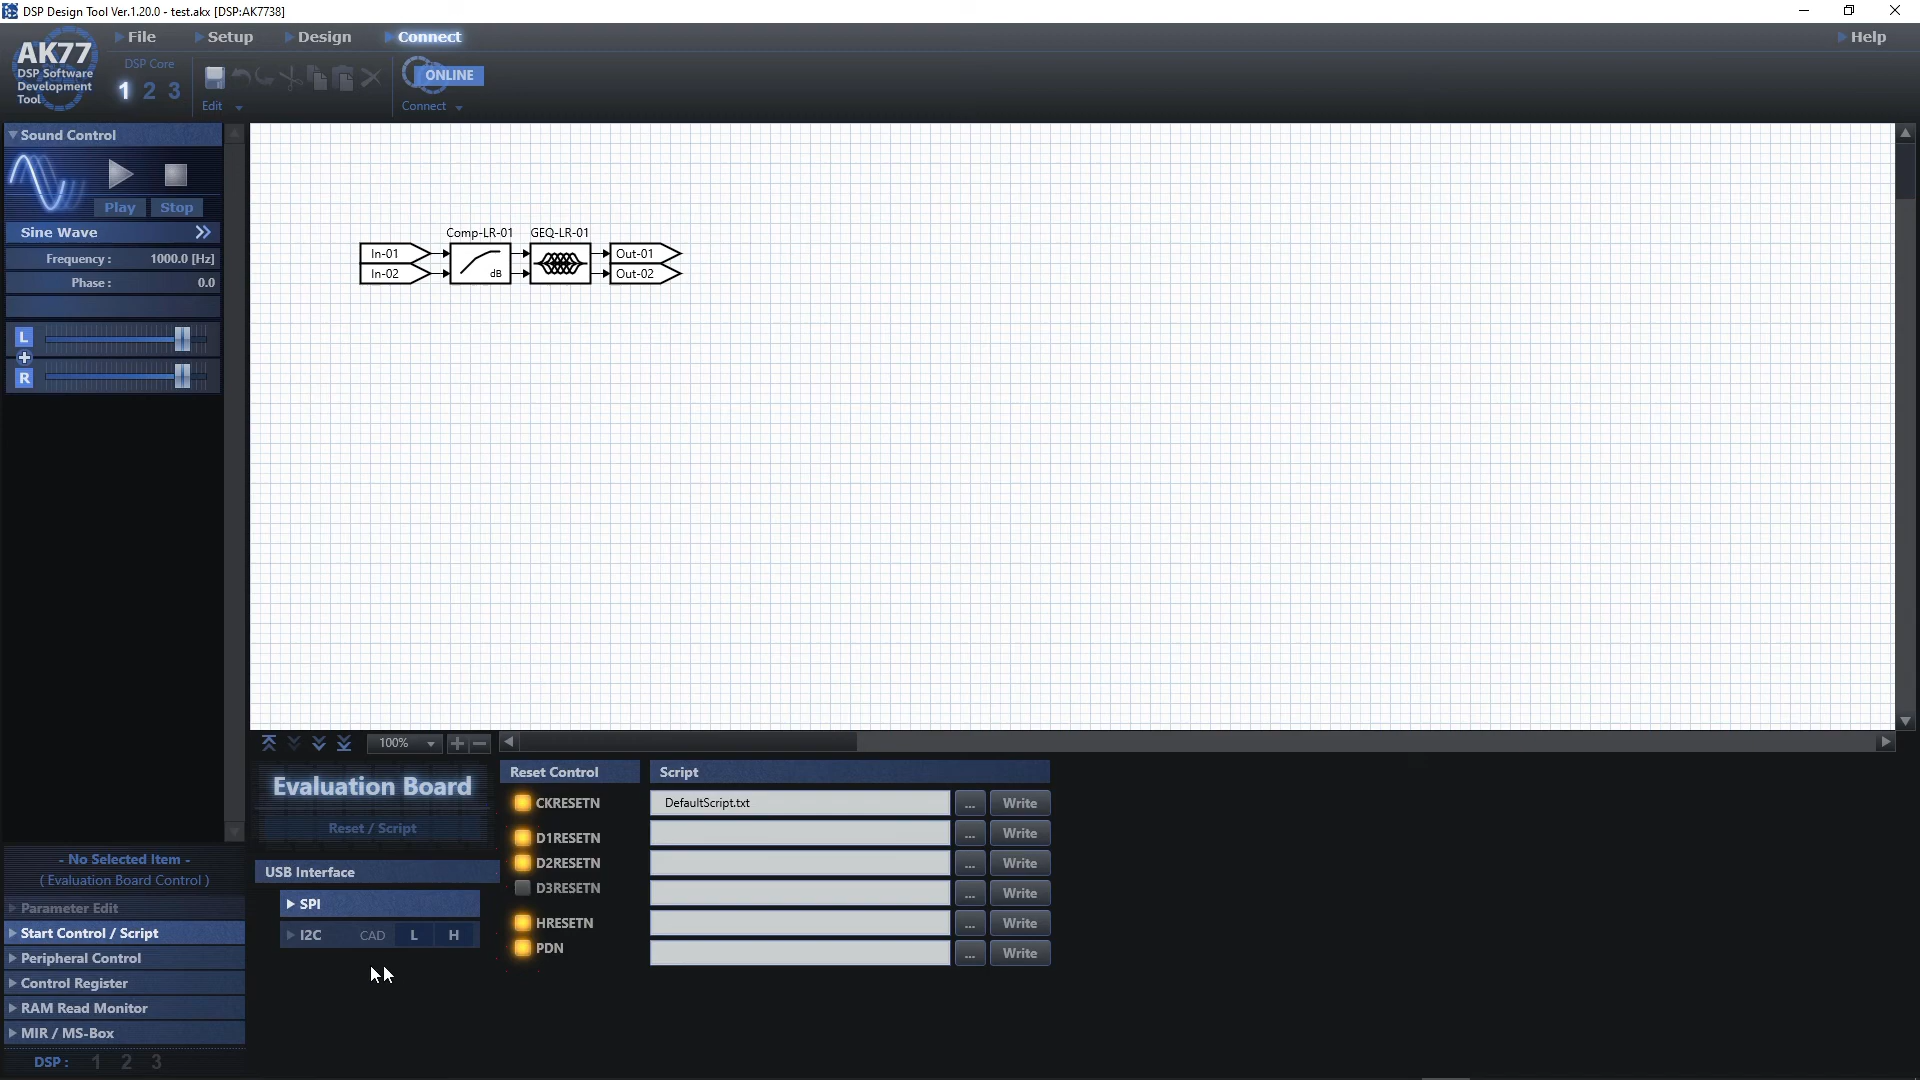 DSP Design Tool Ver.1.20.0 - test.akx [DSP:AK7738]
File Setup Design Connect Help
AK77
DSP Software
Development
Tool
DSP Core
1 2 3
Edit
ONLINE
Connect
Sound Control
Play Stop
Sine Wave
Frequency : 1000.0 [Hz]
Phase : 0.0
L
R
Comp-LR-01 GEQ-LR-01
In-01
In-02
dB
Out-01
Out-02
100%
Evaluation Board
Reset / Script
USB Interface
SPI
I2C CAD L H
Reset Control
CKRESETN
D1RESETN
D2RESETN
D3RESETN
HRESETN
PDN
Script
DefaultScript.txt ... Write
... Write
... Write
... Write
... Write
... Write
- No Selected Item -
( Evaluation Board Control )
Parameter Edit
Start Control / Script
Peripheral Control
Control Register
RAM Read Monitor
MIR / MS-Box
DSP : 1 2 3